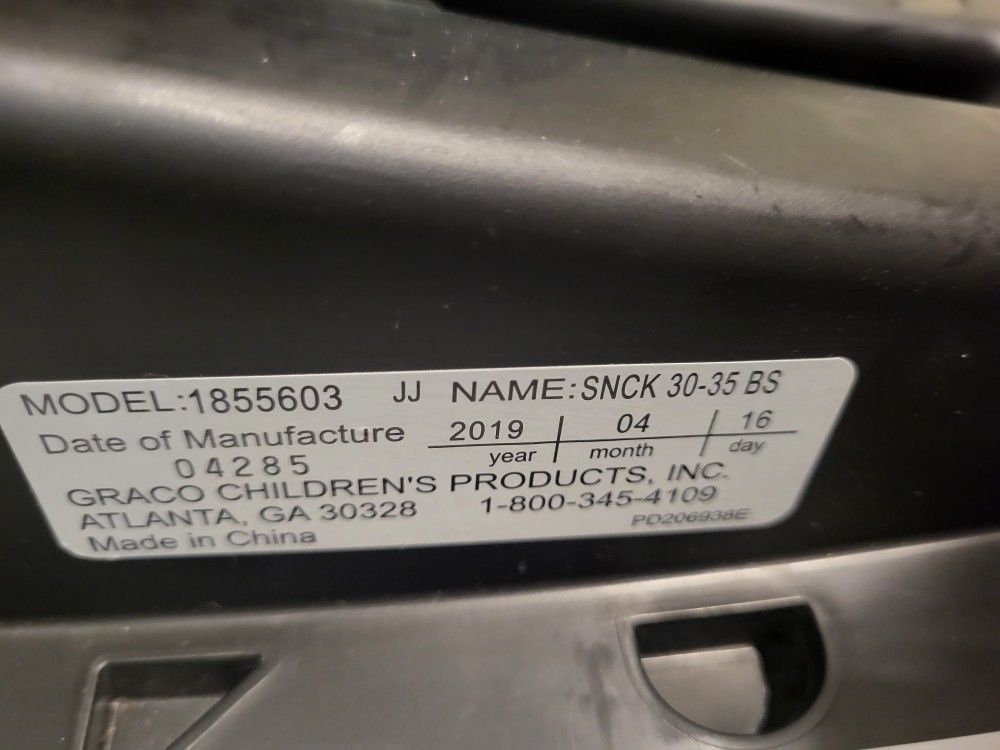 MODEL:1855603 JJ NAME:SNCK 30-35 BS
Date of Manufacture 2019 / 04 / 16
year month day
04285
GRACO CHILDREN'S PRODUCTS, INC.
ATLANTA, GA 30328 1-800-345-4109
Made in China PD206938E